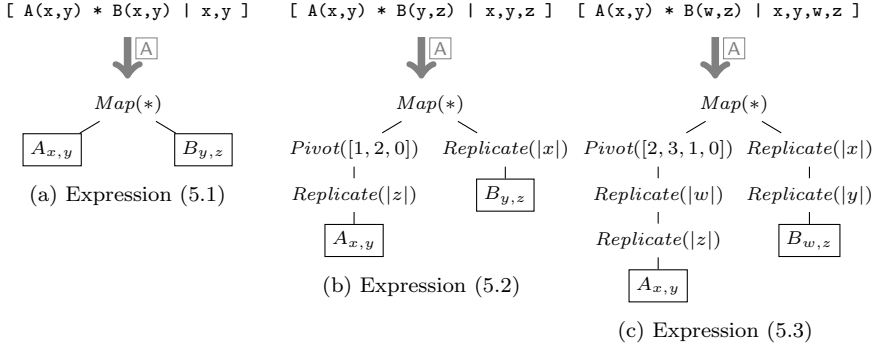 [ A(x,y) * B(x,y) | x,y ]
A
Map(∗)
A_{x,y}
B_{y,z}
(a) Expression (5.1)
[ A(x,y) * B(y,z) | x,y,z ]
A
Map(∗)
Pivot([1, 2, 0])
Replicate(|x|)
Replicate(|z|)
B_{y,z}
A_{x,y}
(b) Expression (5.2)
[ A(x,y) * B(w,z) | x,y,w,z ]
A
Map(∗)
Pivot([2, 3, 1, 0])
Replicate(|x|)
Replicate(|w|)
Replicate(|y|)
Replicate(|z|)
B_{w,z}
A_{x,y}
(c) Expression (5.3)